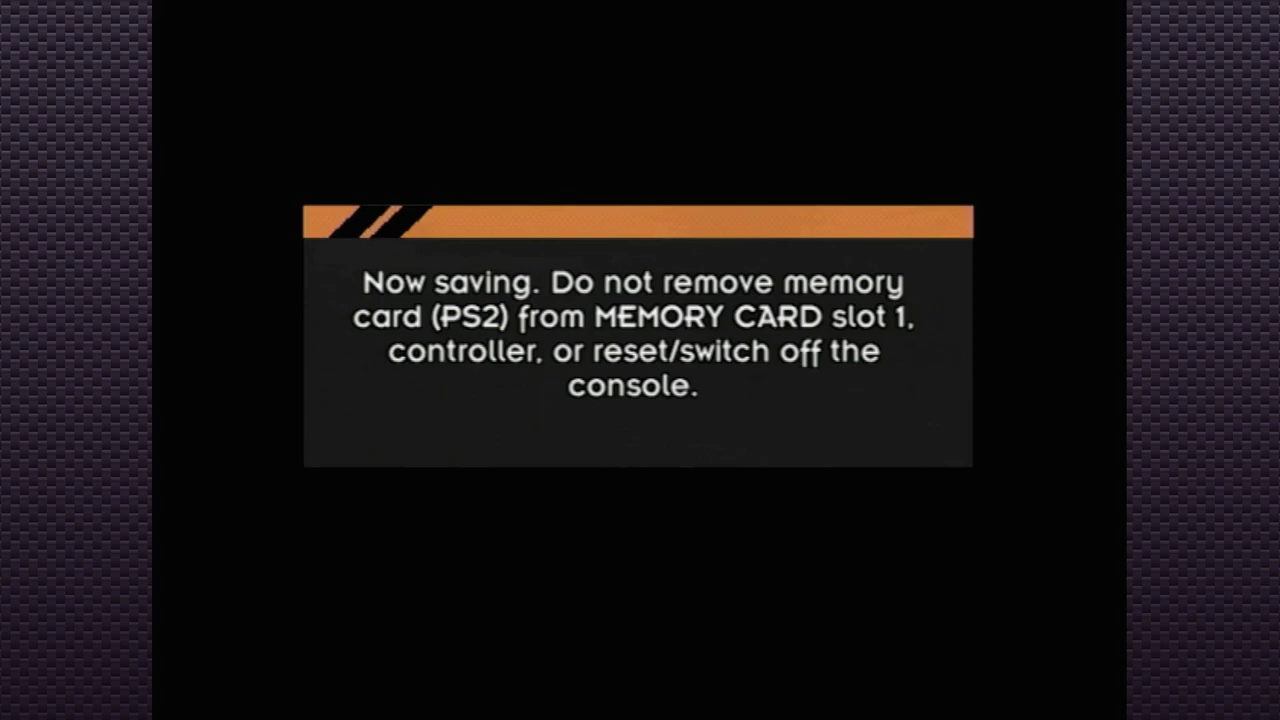 Now saving. Do not remove memory
card (PS2) from MEMORY CARD slot 1,
controller, or reset/switch off the
console.